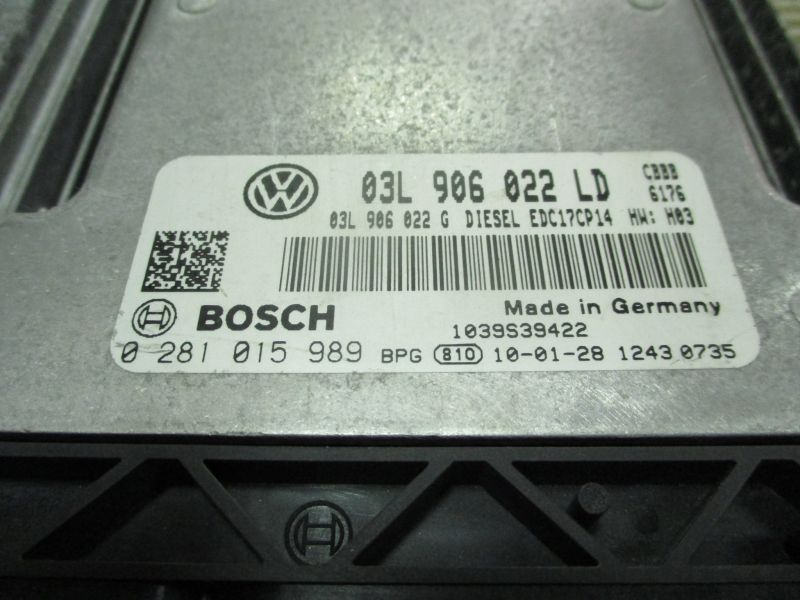 03L 906 022 LD CBBB
6176
03L 906 022 G DIESEL EDC17CP14 HW: H03
BOSCH Made in Germany
1039S39422
0 281 015 989 BPG 810 10-01-28 1243 0735